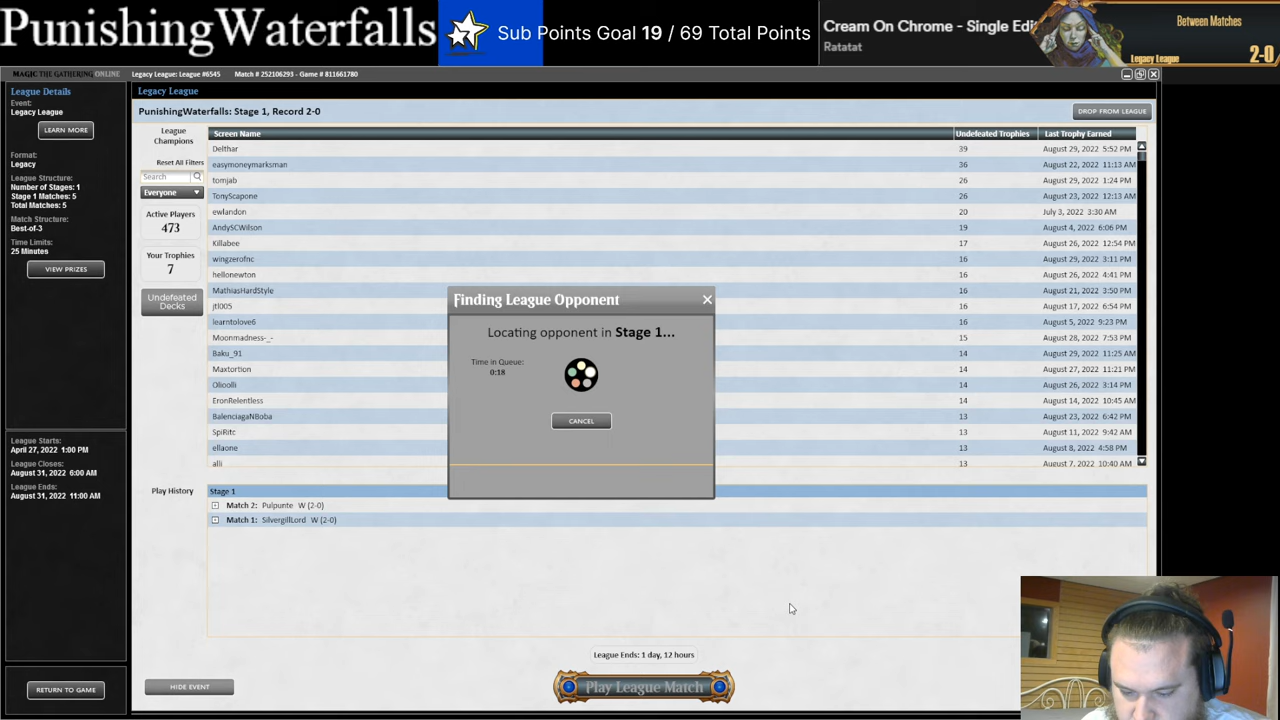 PunishingWaterfalls
Sub Points Goal 19 / 69 Total Points
Cream On Chrome - Single Edi
Ratatat
Between Matches
Legacy League
2-0
MAGIC THE GATHERING ONLINE
Legacy League: League #6545
Match # 252106293 - Game # 811661780
League Details
Event:
Legacy League
LEARN MORE
Format:
Legacy
League Structure:
Number of Stages: 1
Stage 1 Matches: 5
Total Matches: 5
Match Structure:
Best-of-3
Time Limits:
25 Minutes
VIEW PRIZES
League Starts:
April 27, 2022 1:00 PM
League Closes:
August 31, 2022 6:00 AM
League Ends:
August 31, 2022 11:00 AM
RETURN TO GAME
Legacy League
PunishingWaterfalls: Stage 1, Record 2-0
DROP FROM LEAGUE
League
Champions
Reset All Filters
Search
Everyone
Active Players
473
Your Trophies
7
Undefeated
Decks
Screen Name Undefeated Trophies Last Trophy Earned
Delthar 39 August 29, 2022 5:52 PM
easymoneymarksman 36 August 22, 2022 11:13 AM
tomjab 26 August 29, 2022 1:24 PM
TonyScapone 26 August 23, 2022 12:13 AM
ewlandon 20 July 3, 2022 3:30 AM
AndySCWilson 19 August 4, 2022 6:06 PM
Killabee 17 August 26, 2022 12:54 PM
wingzerofnc 16 August 29, 2022 3:11 PM
hellonewton 16 August 26, 2022 4:41 PM
MathiasHardStyle 16 August 21, 2022 3:50 PM
jtl005 16 August 17, 2022 6:54 PM
learntolove6 16 August 5, 2022 9:23 PM
Moonmadness-_- 15 August 28, 2022 7:53 PM
Baku_91 14 August 29, 2022 11:25 AM
Maxtortion 14 August 27, 2022 11:21 PM
Olioolli 14 August 26, 2022 3:14 PM
EronRelentless 14 August 14, 2022 10:45 AM
BalenciagaNBoba 13 August 23, 2022 6:42 PM
SpiRitc 13 August 11, 2022 9:42 AM
ellaone 13 August 8, 2022 4:58 PM
alli 13 August 7, 2022 10:40 AM
Finding League Opponent
Locating opponent in Stage 1...
Time in Queue:
0:18
CANCEL
Play History
Stage 1
Match 2: Pulpunte W (2-0)
Match 1: SilvergillLord W (2-0)
League Ends: 1 day, 12 hours
HIDE EVENT
Play League Match